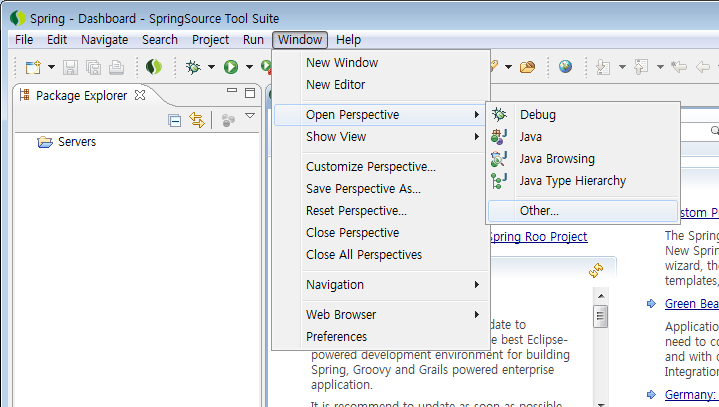 Spring - Dashboard - SpringSource Tool Suite
File Edit Navigate Search Project Run Window Help
Package Explorer
Servers
New Window
New Editor
Open Perspective
Show View
Customize Perspective...
Save Perspective As...
Reset Perspective...
Close Perspective
Close All Perspectives
Navigation
Web Browser
Preferences
Debug
Java
Java Browsing
Java Type Hierarchy
Other...
Spring Roo Project
date to
e best Eclipse-
powered development environment for building
Spring, Groovy and Grails powered enterprise
application.
It is recommend to update as soon as possible
ustom P
The Spring
New Sprin
wizard, the
templates,
Green Bea
Application
need to co
and with o
Integration
Germany: